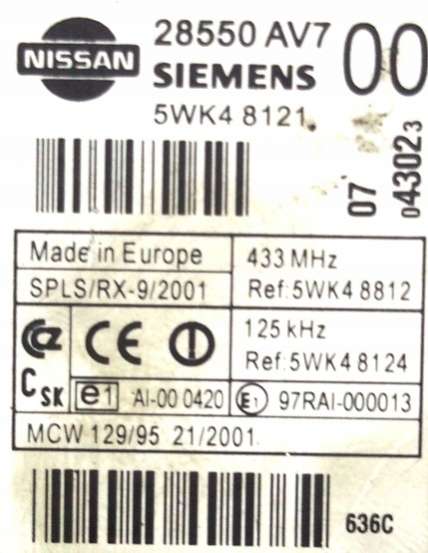 NISSAN
28550 AV7 00
SIEMENS
5WK4 8121
07
043023
Made in Europe
433 MHz
SPLS/RX-9/2001
Ref:5WK4 8812
125 kHz
CE
Ref:5WK4 8124
CSK
e1 AI-00 0420
E1 97RAI-000013
MCW 129/95 21/2001
636C